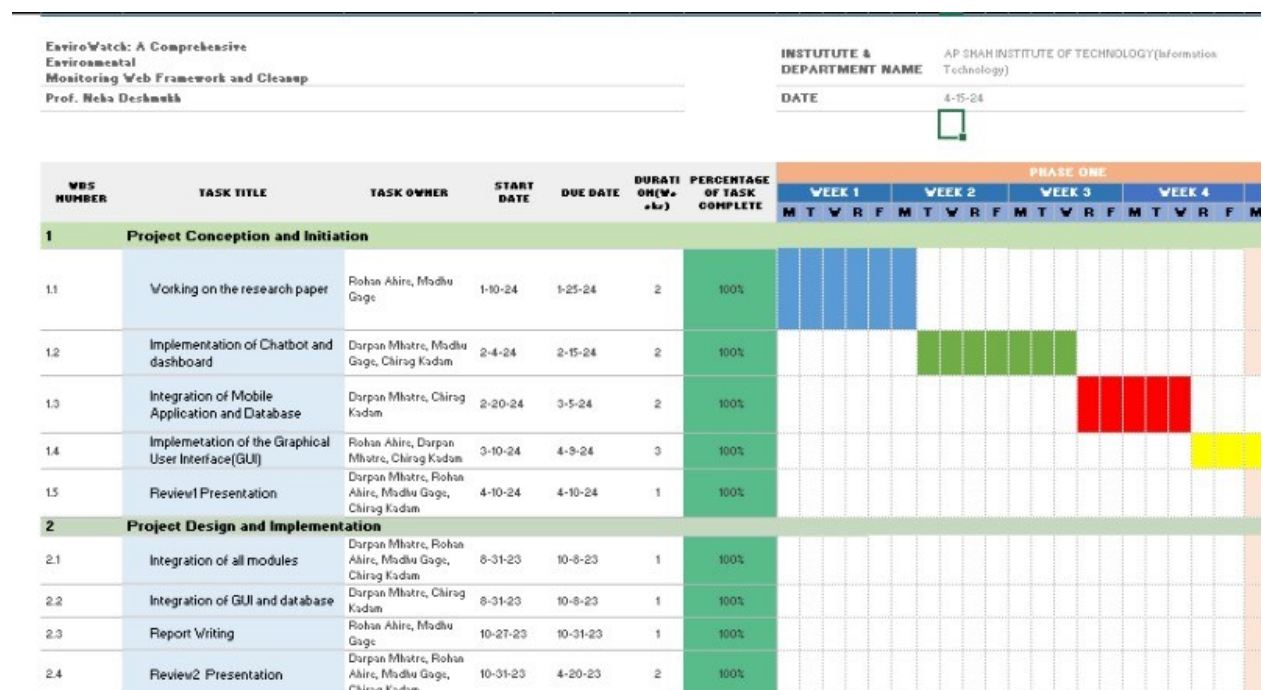 EnviroWatch: A Comprehensive
Environmental
Monitoring Web Framework and Cleanup
Prof. Neha Deshmukh
INSTUTUTE &
DEPARTMENT NAME
AP SHAH INSTITUTE OF TECHNOLOGY(Information
Technology)
DATE
4-15-24
WBS
NUMBER
TASK TITLE
TASK OWNER
START
DATE
DUE DATE
DURATI
ON(We
eks)
PERCENTAGE
OF TASK
COMPLETE
PHASE ONE
WEEK 1
WEEK 2
WEEK 3
WEEK 4
M T W R F M T W R F M T W R F M T W R F M
1 Project Conception and Initiation
1.1
Working on the research paper
Rohan Ahire, Madhu
Gage
1-10-24
1-25-24
2
100%
1.2
Implementation of Chatbot and
dashboard
Darpan Mhatre, Madhu
Gage, Chirag Kadam
2-4-24
2-15-24
2
100%
1.3
Integration of Mobile
Application and Database
Darpan Mhatre, Chirag
Kadam
2-20-24
3-5-24
2
100%
1.4
Implemetation of the Graphical
User Interface(GUI)
Rohan Ahire, Darpan
Mhatre, Chirag Kadam
3-10-24
4-9-24
3
100%
1.5
Review1 Presentation
Darpan Mhatre, Rohan
Ahire, Madhu Gage,
Chirag Kadam
4-10-24
4-10-24
1
100%
2 Project Design and Implementation
2.1
Integration of all modules
Darpan Mhatre, Rohan
Ahire, Madhu Gage,
Chirag Kadam
8-31-23
10-8-23
1
100%
2.2
Integration of GUI and database
Darpan Mhatre, Chirag
Kadam
8-31-23
10-8-23
1
100%
2.3
Report Writing
Rohan Ahire, Madhu
Gage
10-27-23
10-31-23
1
100%
2.4
Review2 Presentation
Darpan Mhatre, Rohan
Ahire, Madhu Gage,
Chirag Kadam
10-31-23
4-20-23
2
100%